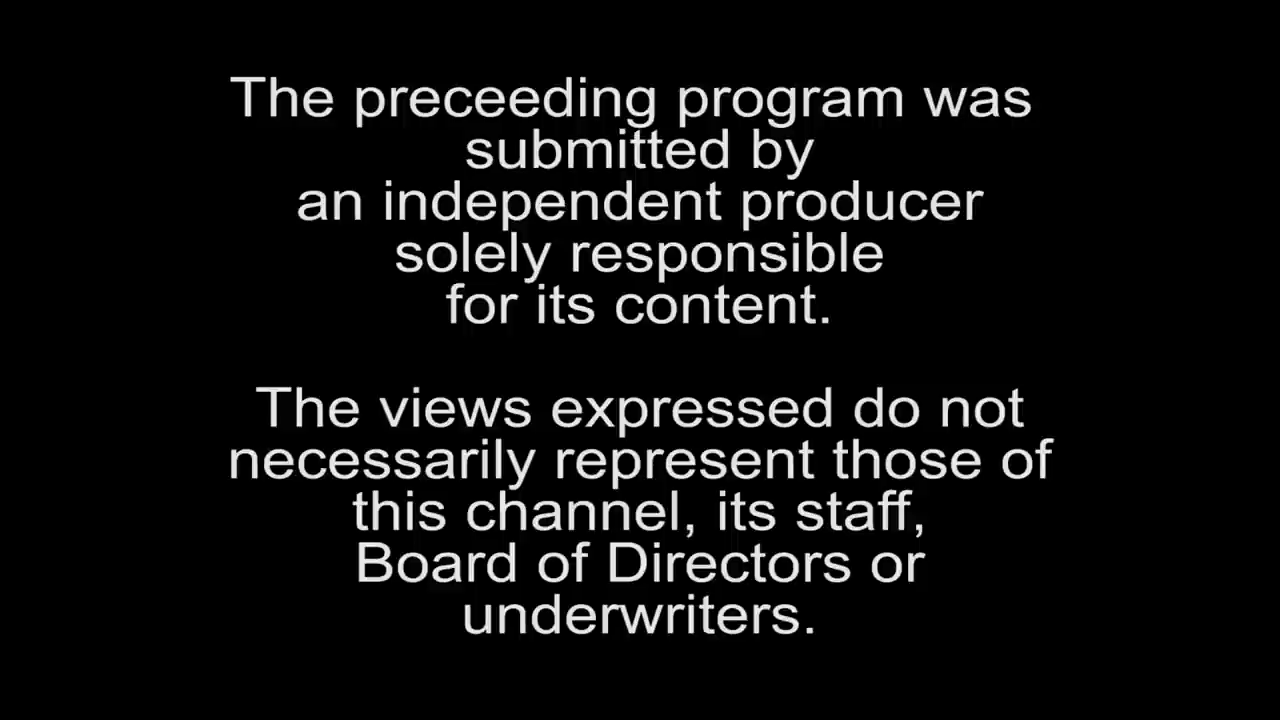 The preceeding program was
submitted by
an independent producer
solely responsible
for its content.
The views expressed do not
necessarily represent those of
this channel, its staff,
Board of Directors or
underwriters.